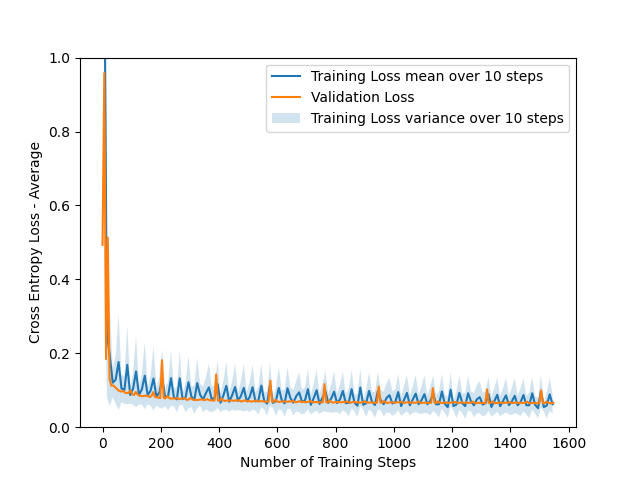 Training Loss mean over 10 steps
Validation Loss
Training Loss variance over 10 steps
Cross Entropy Loss - Average
1.0
0.8
0.6
0.4
0.2
0.0
0 200 400 600 800 1000 1200 1400 1600
Number of Training Steps